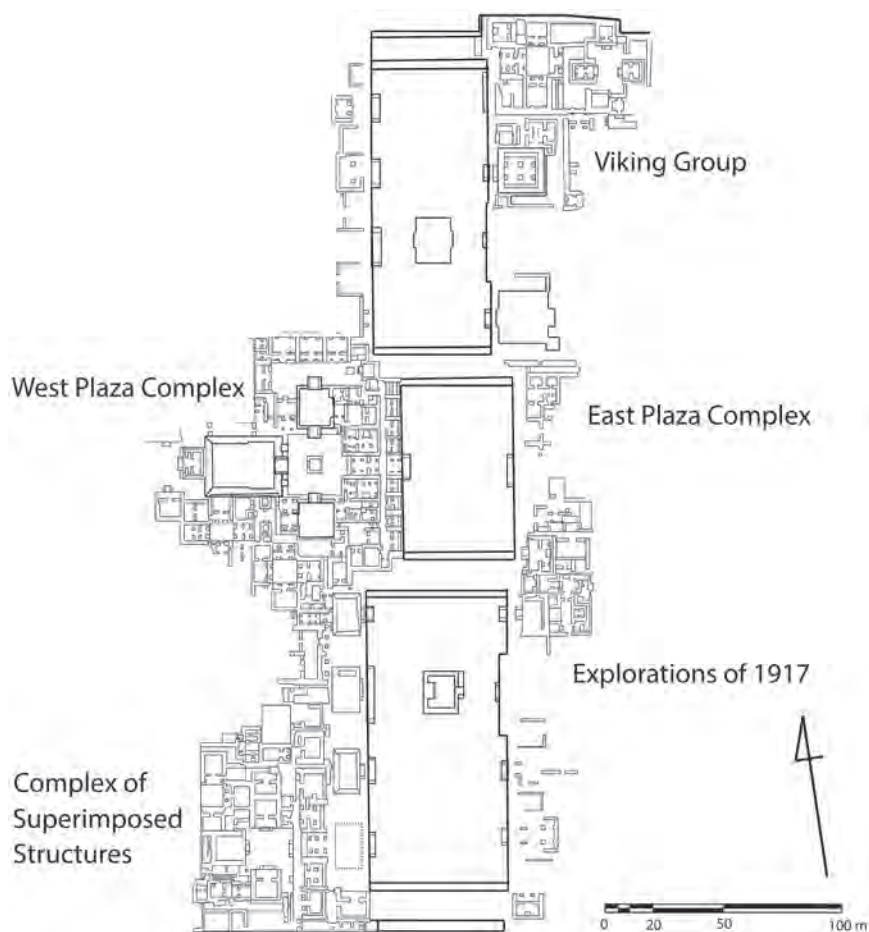 Viking Group
West Plaza Complex
East Plaza Complex
Explorations of 1917
Complex of
Superimposed
Structures
0 20 50 100 m